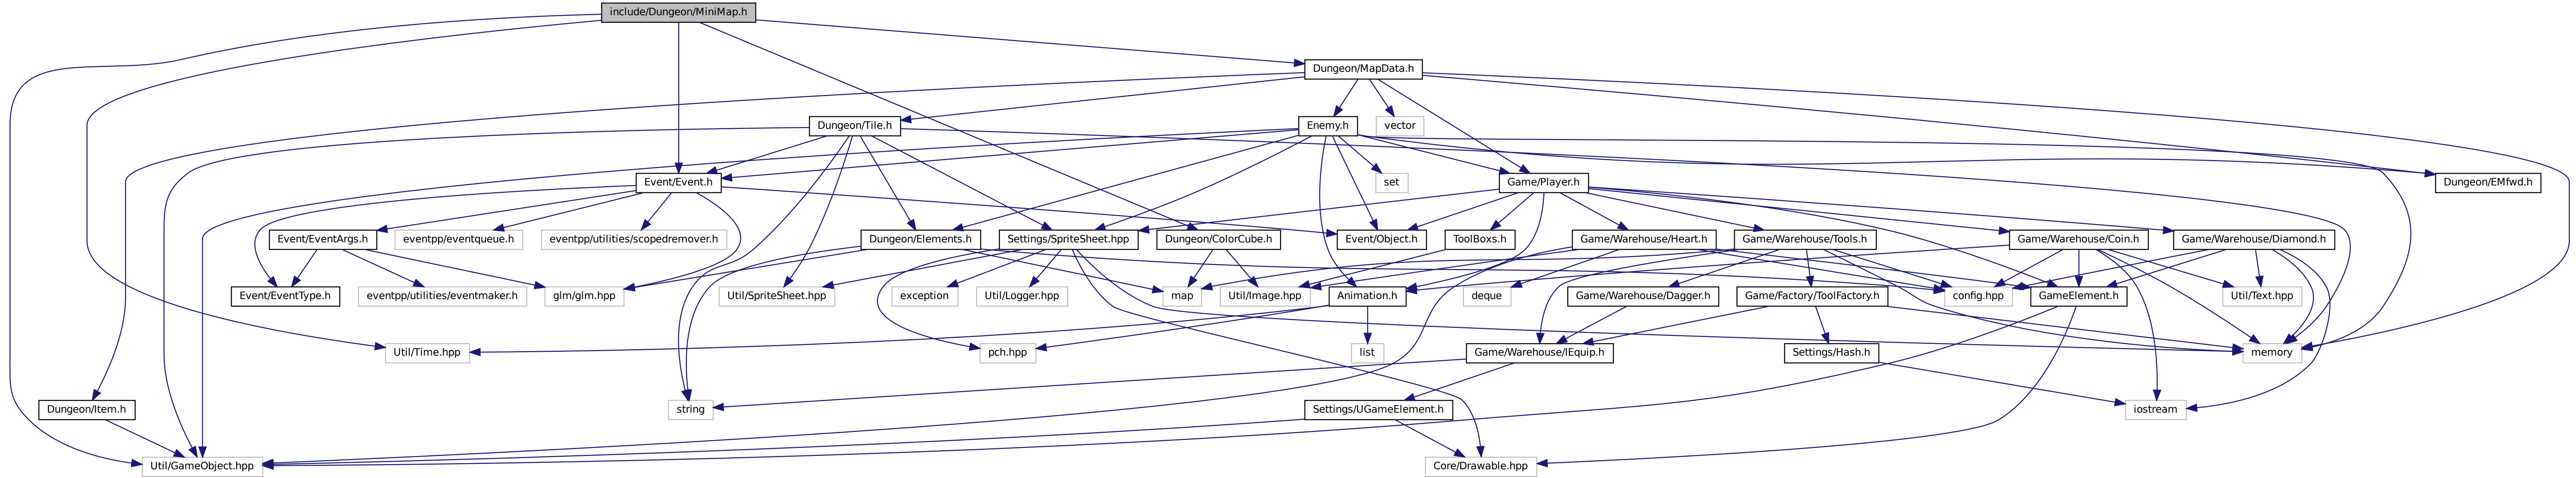 include/Dungeon/MiniMap.h
Dungeon/MapData.h
Dungeon/Tile.h
Enemy.h
vector
Event/Event.h
set
Game/Player.h
Dungeon/EMfwd.h
Event/EventArgs.h
eventpp/eventqueue.h
eventpp/utilities/scopedremover.h
Dungeon/Elements.h
Settings/SpriteSheet.hpp
Dungeon/ColorCube.h
Event/Object.h
ToolBoxs.h
Game/Warehouse/Heart.h
Game/Warehouse/Tools.h
Game/Warehouse/Coin.h
Game/Warehouse/Diamond.h
Event/EventType.h
eventpp/utilities/eventmaker.h
glm/glm.hpp
Util/SpriteSheet.hpp
exception
Util/Logger.hpp
map
Util/Image.hpp
Animation.h
deque
Game/Warehouse/Dagger.h
Game/Factory/ToolFactory.h
config.hpp
GameElement.h
Util/Text.hpp
Util/Time.hpp
pch.hpp
list
Game/Warehouse/IEquip.h
Settings/Hash.h
memory
Dungeon/Item.h
string
Settings/UGameElement.h
iostream
Util/GameObject.hpp
Core/Drawable.hpp